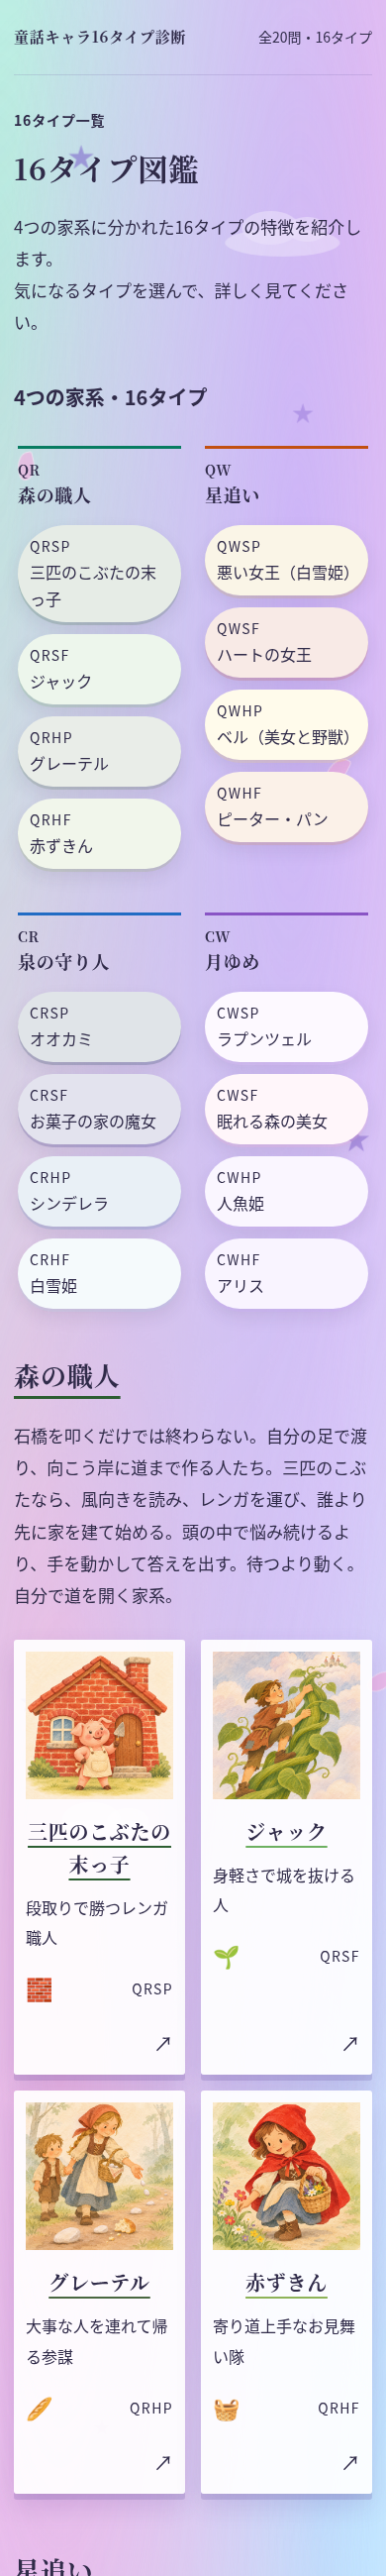 童話キャラ16タイプ診断
全20問・16タイプ
16タイプ一覧
16タイプ図鑑
4つの家系に分かれた16タイプの特徴を紹介し
ます。
気になるタイプを選んで、詳しく見てくださ
い。
4つの家系・16タイプ
QR
森の職人
QRSP
三匹のこぶたの末
っ子
QRSF
ジャック
QRHP
グレーテル
QRHF
赤ずきん
QW
星追い
QWSP
悪い女王（白雪姫）
QWSF
ハートの女王
QWHP
ベル（美女と野獣）
QWHF
ピーター・パン
CR
泉の守り人
CRSP
オオカミ
CRSF
お菓子の家の魔女
CRHP
シンデレラ
CRHF
白雪姫
CW
月ゆめ
CWSP
ラプンツェル
CWSF
眠れる森の美女
CWHP
人魚姫
CWHF
アリス
森の職人
石橋を叩くだけでは終わらない。自分の足で渡
り、向こう岸に道まで作る人たち。三匹のこぶ
たなら、風向きを読み、レンガを運び、誰より
先に家を建て始める。頭の中で悩み続けるよ
り、手を動かして答えを出す。待つより動く。
自分で道を開く家系。
三匹のこぶたの
末っ子
段取りで勝つレンガ
職人
QRSP
↗
ジャック
身軽さで城を抜ける
人
QRSF
↗
グレーテル
大事な人を連れて帰
る参謀
QRHP
↗
赤ずきん
寄り道上手なお見舞
い隊
QRHF
↗
星追い